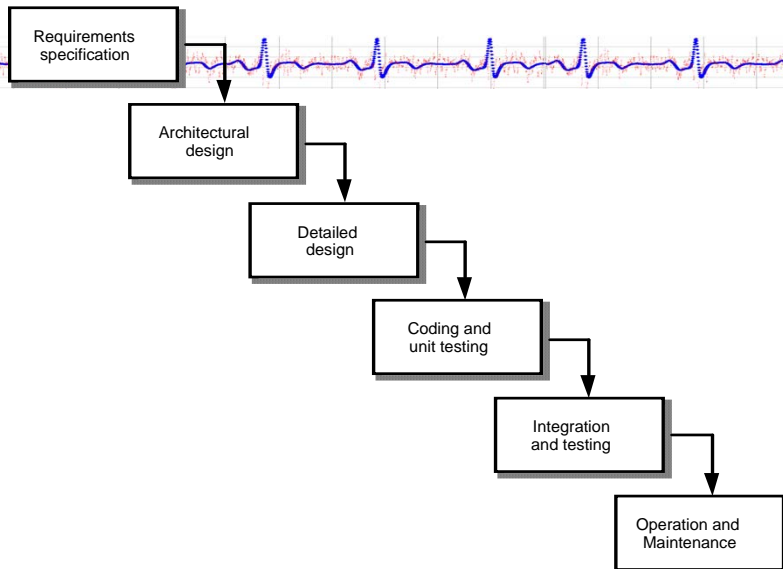 Requirements
specification
Architectural
design
Detailed
design
Coding and
unit testing
Integration
and testing
Operation and
Maintenance